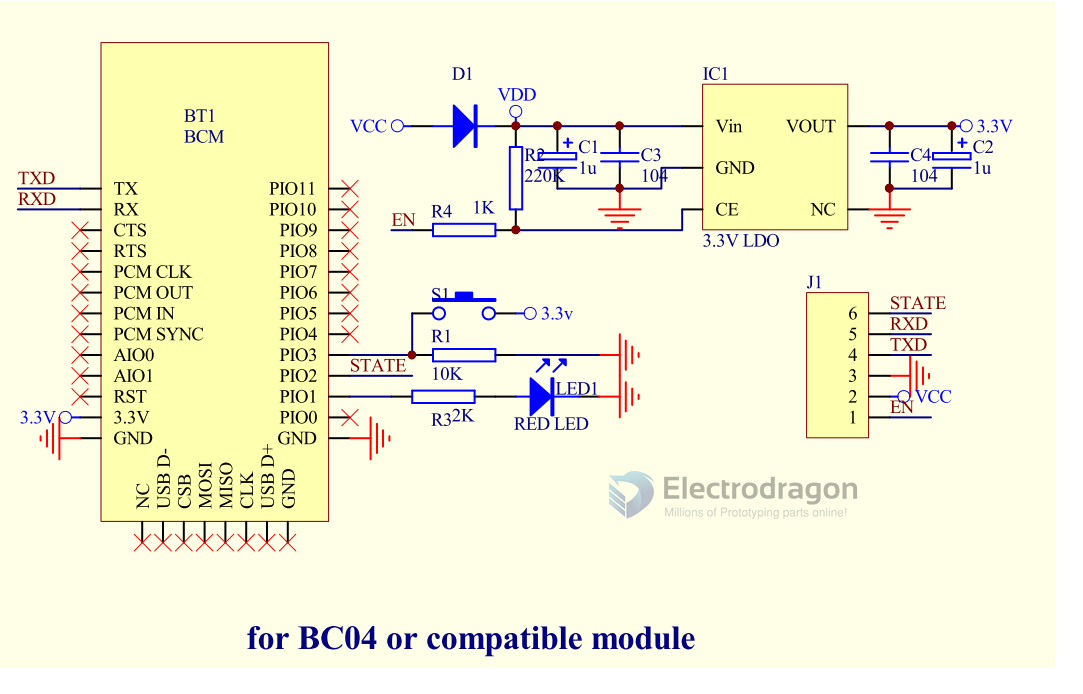 BT1
BCM
TXD
RXD
TX
RX
CTS
RTS
PCM CLK
PCM OUT
PCM IN
PCM SYNC
AIO0
AIO1
RST
3.3V
3.3V
GND
PIO11
PIO10
PIO9
PIO8
PIO7
PIO6
PIO5
PIO4
PIO3
PIO2
PIO1
PIO0
GND
NC
USB D-
CSB
MOSI
MISO
CLK
USB D+
GND
D1
VDD
VCC
R2
220K
C1
1u
C3
104
EN
R4
1K
IC1
Vin
VOUT
GND
CE
NC
3.3V LDO
3.3V
C4
104
C2
1u
S1
3.3v
R1
10K
STATE
R3
2K
LED1
RED LED
J1
6
5
4
3
2
1
STATE
RXD
TXD
VCC
EN
Electrodragon
Millions of Prototyping parts online!
for BC04 or compatible module